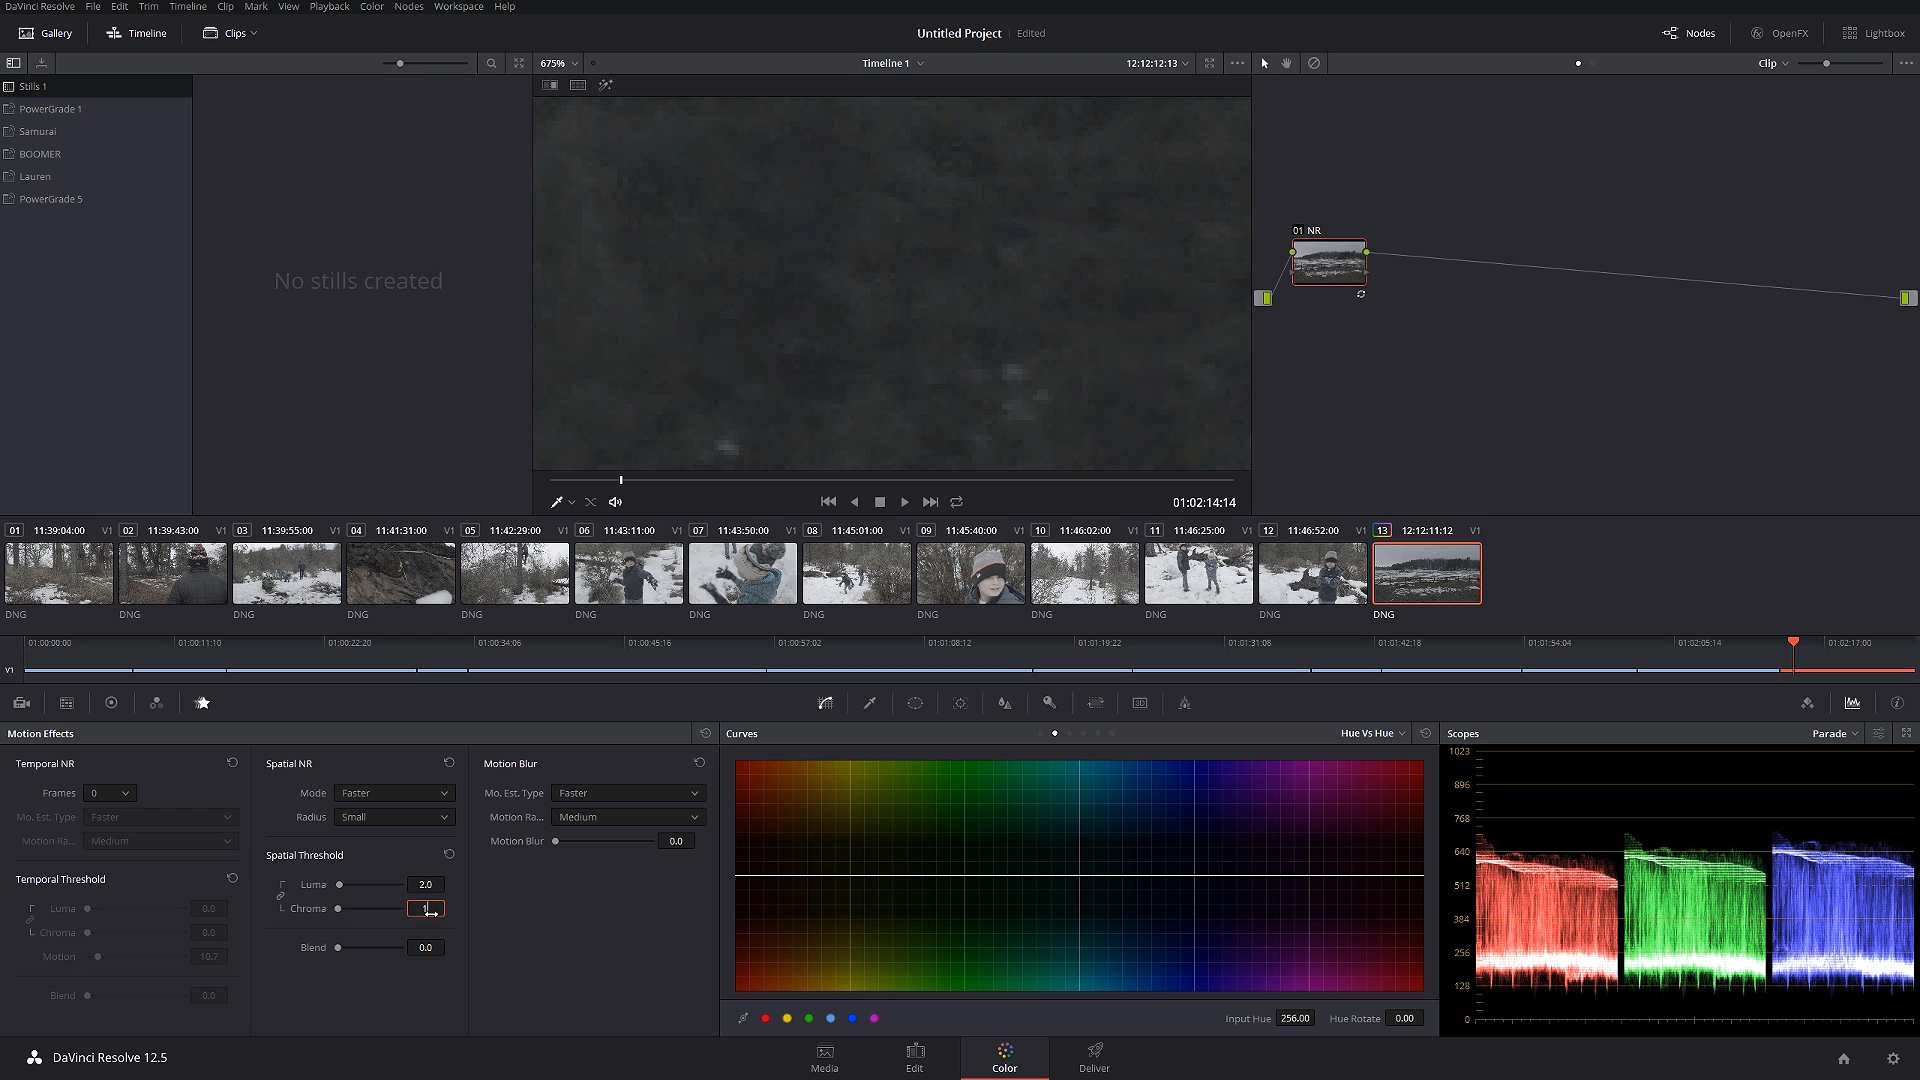 DaVinci Resolve File Edit Trim Timeline Clip Mark View Playback Color Nodes Workspace Help
Gallery Timeline Clips Untitled Project Edited Nodes OpenFX Lightbox
675% Timeline 1 12:12:12:13 Clip
Stills 1
PowerGrade 1
Samurai
BOOMER
Lauren
PowerGrade 5
No stills created
01 NR
01:02:14:14
01 11:39:04:00 V1 02 11:39:43:00 V1 03 11:39:55:00 V1 04 11:41:31:00 V1 05 11:42:29:00 V1 06 11:43:11:00 V1 07 11:43:50:00 V1 08 11:45:01:00 V1 09 11:45:40:00 V1 10 11:46:02:00 V1 11 11:46:25:00 V1 12 11:46:52:00 V1 13 12:12:11:12 V1
DNG DNG DNG DNG DNG DNG DNG DNG DNG DNG DNG DNG DNG
01:00:00:00 01:00:11:10 01:00:22:20 01:00:34:06 01:00:45:16 01:00:57:02 01:01:08:12 01:01:19:22 01:01:31:08 01:01:42:18 01:01:54:04 01:02:05:14 01:02:17:00
V1
3D
Motion Effects Curves Hue Vs Hue Scopes Parade
Temporal NR Spatial NR Motion Blur
Frames 0 Mode Faster Mo. Est. Type Faster
Mo. Est. Type Faster Radius Small Motion Ra... Medium
Motion Ra... Medium Motion Blur 0.0
Spatial Threshold
Temporal Threshold
Luma 2.0
Luma 0.0 Chroma 1
Chroma 0.0
Blend 0.0
Motion 10.7
Blend 0.0
1023
896
768
640
512
384
256
128
0
Input Hue 256.00 Hue Rotate 0.00
DaVinci Resolve 12.5 Media Edit Color Deliver